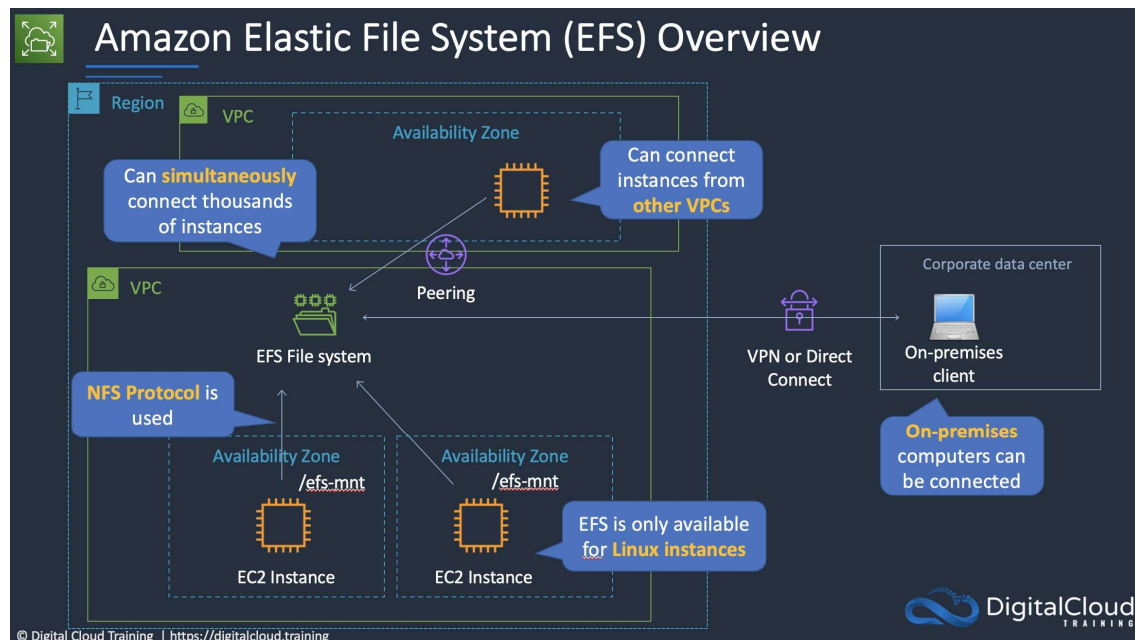 Amazon Elastic File System (EFS) Overview
Region
VPC
Availability Zone
Can simultaneously
connect thousands
of instances
Can connect
instances from
other VPCs
Peering
VPC
EFS File system
Corporate data center
VPN or Direct
Connect
On-premises
client
NFS Protocol is
used
On-premises
computers can
be connected
Availability Zone
/efs-mnt
EC2 Instance
Availability Zone
/efs-mnt
EC2 Instance
EFS is only available
for Linux instances
DigitalCloud
TRAINING
© Digital Cloud Training | https://digitalcloud.training